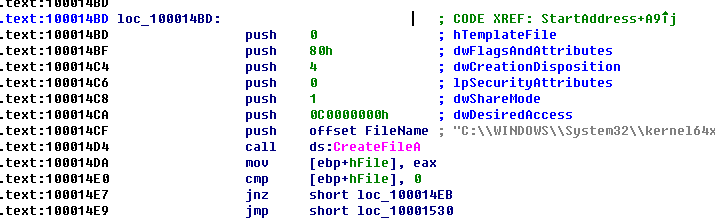 .text:100014BD
.text:100014BD loc_100014BD: ; CODE XREF: StartAddress+A9↑j
.text:100014BD push 0 ; hTemplateFile
.text:100014BF push 80h ; dwFlagsAndAttributes
.text:100014C4 push 4 ; dwCreationDisposition
.text:100014C6 push 0 ; lpSecurityAttributes
.text:100014C8 push 1 ; dwShareMode
.text:100014CA push 0C0000000h ; dwDesiredAccess
.text:100014CF push offset FileName ; "C:\\WINDOWS\\System32\\kernel64x
.text:100014D4 call ds:CreateFileA
.text:100014DA mov [ebp+hFile], eax
.text:100014E0 cmp [ebp+hFile], 0
.text:100014E7 jnz short loc_100014EB
.text:100014E9 jmp short loc_10001530